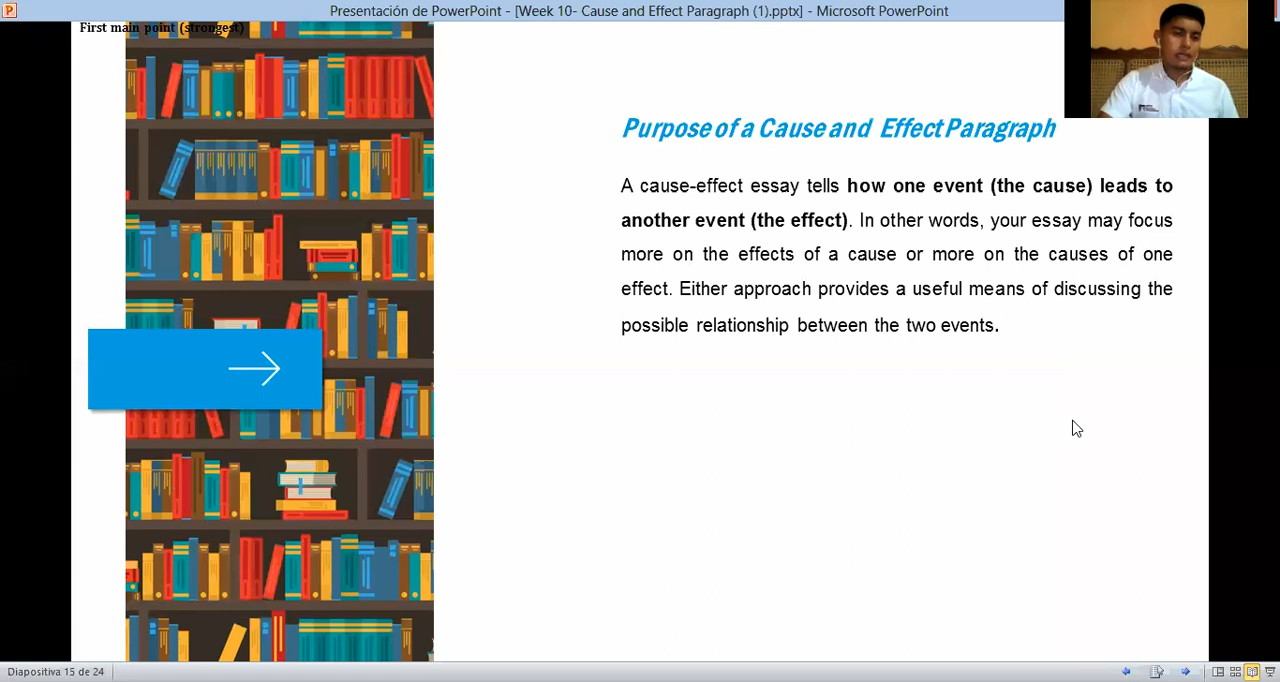 Presentación de PowerPoint - [Week 10- Cause and Effect Paragraph (1).pptx] - Microsoft PowerPoint
First main point (strongest)
Purpose of a Cause and Effect Paragraph
A cause-effect essay tells how one event (the cause) leads to
another event (the effect). In other words, your essay may focus
more on the effects of a cause or more on the causes of one
effect. Either approach provides a useful means of discussing the
possible relationship between the two events.
Diapositiva 15 de 24